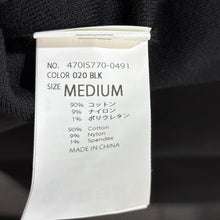 NO. 470IS770-0491
COLOR 020 BLK
SIZE MEDIUM
90% コットン
9% ナイロン
1% ポリウレタン
90% Cotton
9% Nylon
1% Spandex
MADE IN CHINA